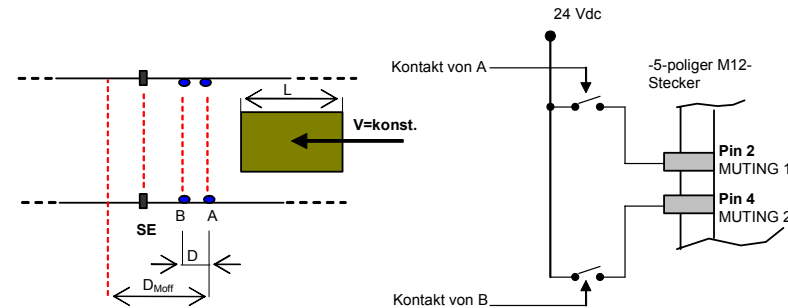 L
V=konst.
B
A
SE
D
DMoff
24 Vdc
Kontakt von A
-5-poliger M12-
Stecker
Pin 2
MUTING 1
Pin 4
MUTING 2
Kontakt von B